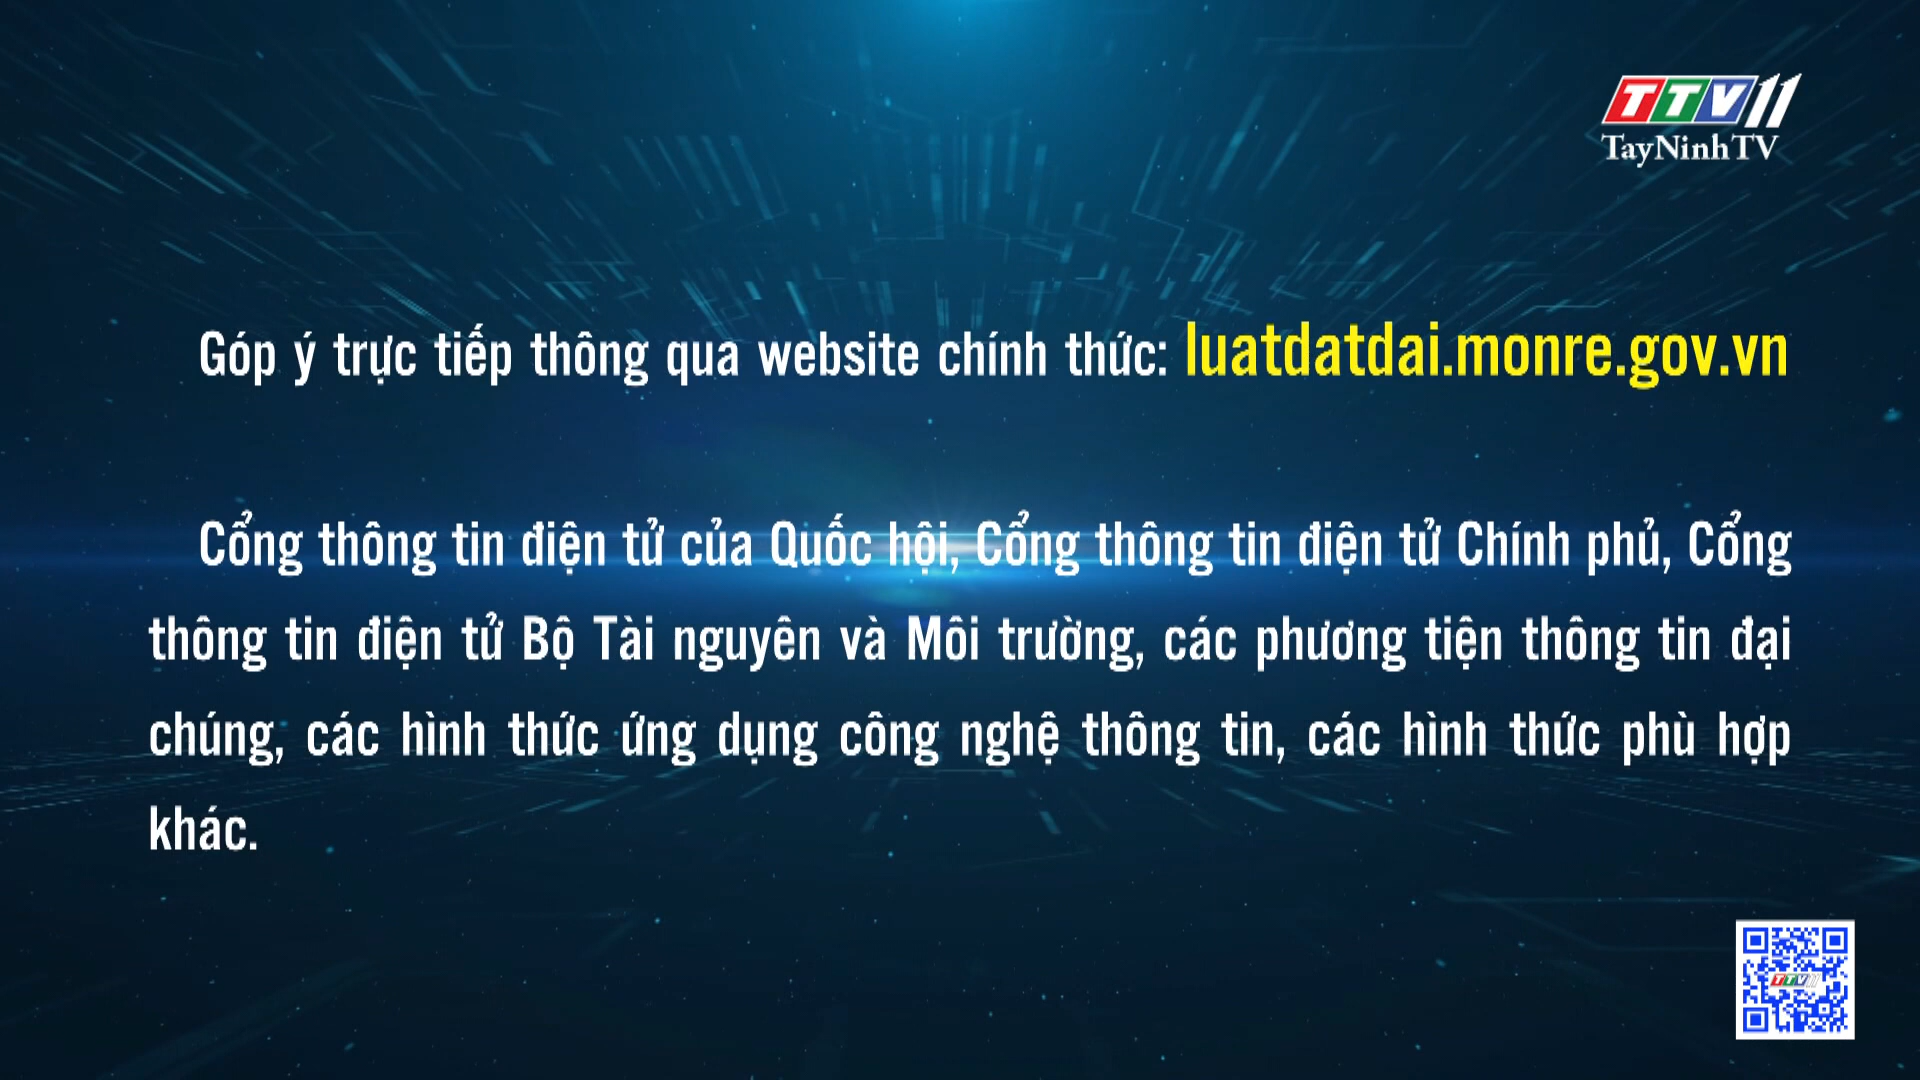 TTV11
TayNinhTV
Góp ý trực tiếp thông qua website chính thức: luatdatdai.monre.gov.vn
Cổng thông tin điện tử của Quốc hội, Cổng thông tin điện tử Chính phủ, Cổng
thông tin điện tử Bộ Tài nguyên và Môi trường, các phương tiện thông tin đại
chúng, các hình thức ứng dụng công nghệ thông tin, các hình thức phù hợp
khác.
TTV11